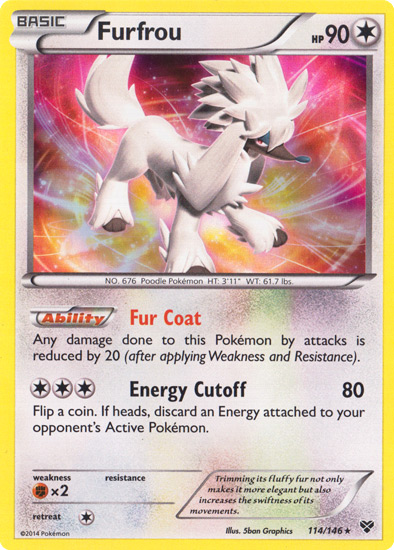 BASIC
Furfrou
HP 90
NO. 676 Poodle Pokémon HT: 3'11" WT: 61.7 lbs.
Ability Fur Coat
Any damage done to this Pokémon by attacks is
reduced by 20 (after applying Weakness and Resistance).
Energy Cutoff 80
Flip a coin. If heads, discard an Energy attached to your
opponent's Active Pokémon.
weakness resistance
×2
Trimming its fluffy fur not only
makes it more elegant but also
increases the swiftness of its
movements.
retreat
©2014 Pokémon
Illus. 5ban Graphics 114/146 ★ XY